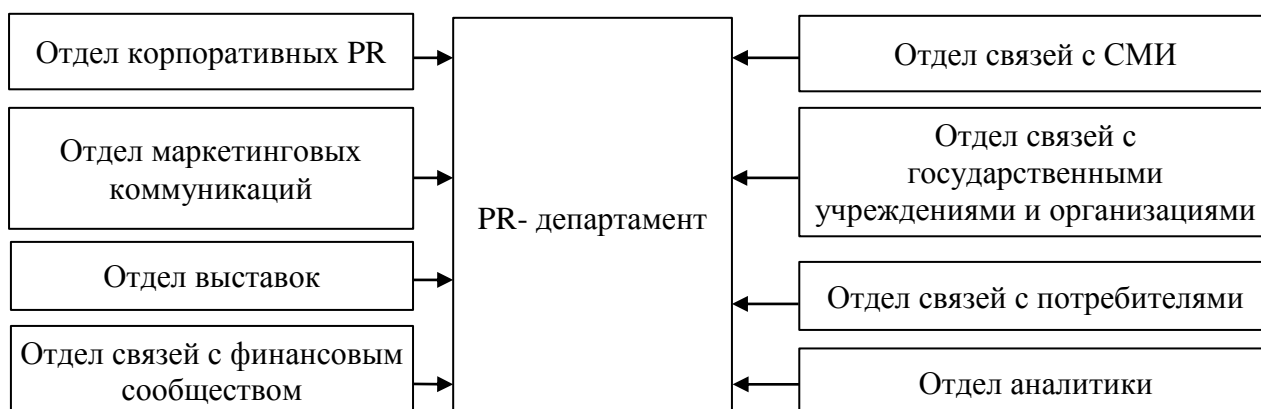 Отдел корпоративных PR
Отдел маркетинговых
коммуникаций
Отдел выставок
Отдел связей с финансовым
сообществом
PR- департамент
Отдел связей с СМИ
Отдел связей с
государственными
учреждениями и организациями
Отдел связей с потребителями
Отдел аналитики